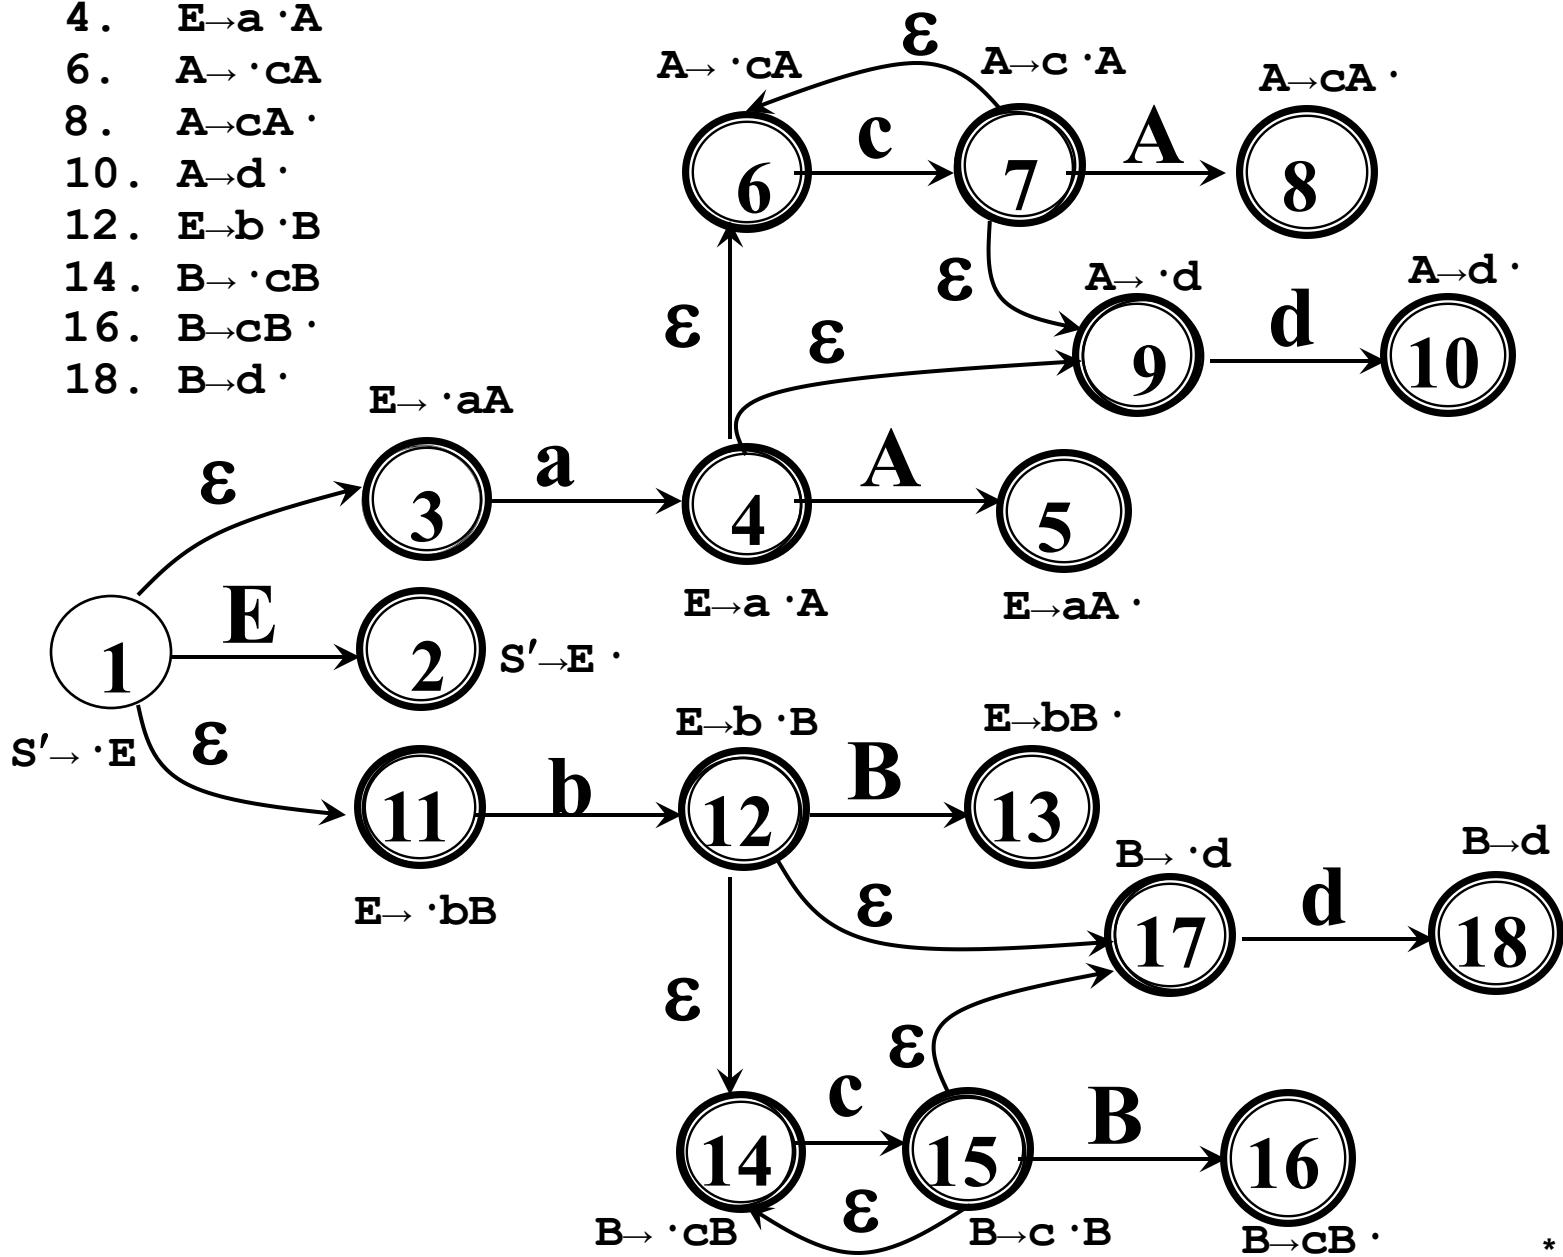 4. E→a·A
6. A→·cA
8. A→cA·
10. A→d·
12. E→b·B
14. B→·cB
16. B→cB·
18. B→d·
ε
A→·cA
A→c·A
A→cA·
6
c
7
A
8
ε
ε
ε
A→·d
A→d·
9
d
10
E→·aA
ε
3
a
4
A
5
E→a·A
E→aA·
1
E
2
S′→E·
S′→·E
ε
E→b·B
E→bB·
11
b
12
B
13
E→·bB
B→·d
B→d
ε
17
d
18
ε
ε
14
c
15
B
16
ε
B→·cB
B→c·B
B→cB·
*